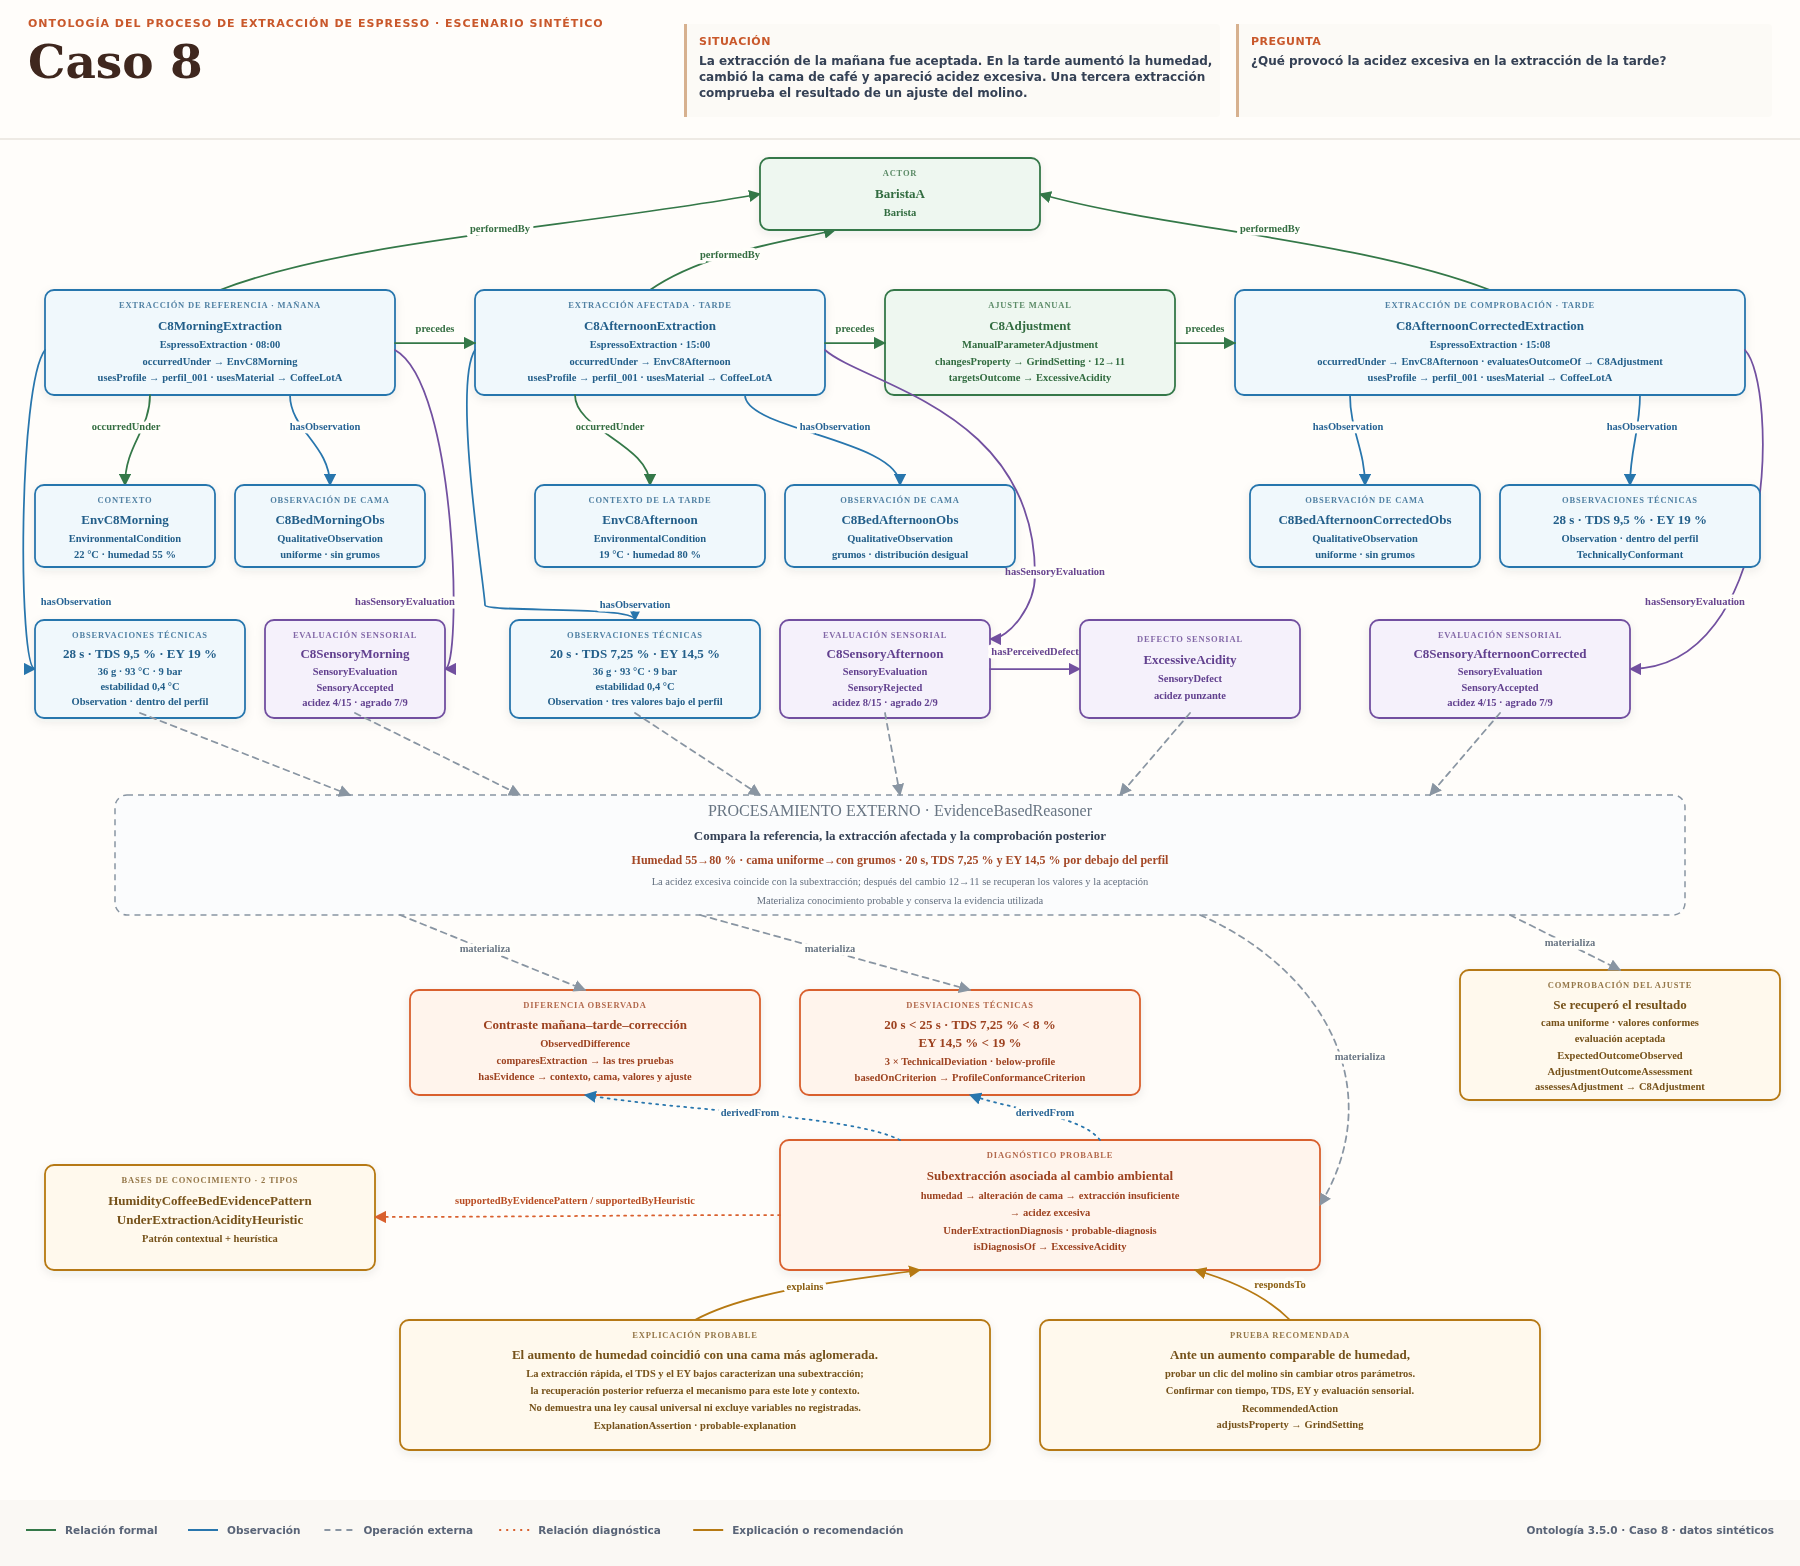 ONTOLOGÍA DEL PROCESO DE EXTRACCIÓN DE ESPRESSO · ESCENARIO SINTÉTICO
Caso 8
SITUACIÓN
La extracción de la mañana fue aceptada. En la tarde aumentó la humedad,
cambió la cama de café y apareció acidez excesiva. Una tercera extracción
comprueba el resultado de un ajuste del molino.
PREGUNTA
¿Qué provocó la acidez excesiva en la extracción de la tarde?
ACTOR
BaristaA
Barista
performedBy
performedBy
performedBy
EXTRACCIÓN DE REFERENCIA · MAÑANA
C8MorningExtraction
EspressoExtraction · 08:00
occurredUnder → EnvC8Morning
usesProfile → perfil_001 · usesMaterial → CoffeeLotA
precedes
EXTRACCIÓN AFECTADA · TARDE
C8AfternoonExtraction
EspressoExtraction · 15:00
occurredUnder → EnvC8Afternoon
usesProfile → perfil_001 · usesMaterial → CoffeeLotA
precedes
AJUSTE MANUAL
C8Adjustment
ManualParameterAdjustment
changesProperty → GrindSetting · 12→11
targetsOutcome → ExcessiveAcidity
precedes
EXTRACCIÓN DE COMPROBACIÓN · TARDE
C8AfternoonCorrectedExtraction
EspressoExtraction · 15:08
occurredUnder → EnvC8Afternoon · evaluatesOutcomeOf → C8Adjustment
usesProfile → perfil_001 · usesMaterial → CoffeeLotA
occurredUnder
hasObservation
occurredUnder
hasObservation
hasObservation
hasObservation
CONTEXTO
EnvC8Morning
EnvironmentalCondition
22 °C · humedad 55 %
OBSERVACIÓN DE CAMA
C8BedMorningObs
QualitativeObservation
uniforme · sin grumos
CONTEXTO DE LA TARDE
EnvC8Afternoon
EnvironmentalCondition
19 °C · humedad 80 %
OBSERVACIÓN DE CAMA
C8BedAfternoonObs
QualitativeObservation
grumos · distribución desigual
OBSERVACIÓN DE CAMA
C8BedAfternoonCorrectedObs
QualitativeObservation
uniforme · sin grumos
OBSERVACIONES TÉCNICAS
28 s · TDS 9,5 % · EY 19 %
Observation · dentro del perfil
TechnicallyConformant
hasObservation
hasSensoryEvaluation
hasObservation
hasSensoryEvaluation
hasSensoryEvaluation
OBSERVACIONES TÉCNICAS
28 s · TDS 9,5 % · EY 19 %
36 g · 93 °C · 9 bar
estabilidad 0,4 °C
Observation · dentro del perfil
EVALUACIÓN SENSORIAL
C8SensoryMorning
SensoryEvaluation
SensoryAccepted
acidez 4/15 · agrado 7/9
OBSERVACIONES TÉCNICAS
20 s · TDS 7,25 % · EY 14,5 %
36 g · 93 °C · 9 bar
estabilidad 0,4 °C
Observation · tres valores bajo el perfil
EVALUACIÓN SENSORIAL
C8SensoryAfternoon
SensoryEvaluation
SensoryRejected
acidez 8/15 · agrado 2/9
hasPerceivedDefect
DEFECTO SENSORIAL
ExcessiveAcidity
SensoryDefect
acidez punzante
EVALUACIÓN SENSORIAL
C8SensoryAfternoonCorrected
SensoryEvaluation
SensoryAccepted
acidez 4/15 · agrado 7/9
PROCESAMIENTO EXTERNO · EvidenceBasedReasoner
Compara la referencia, la extracción afectada y la comprobación posterior
Humedad 55→80 % · cama uniforme→con grumos · 20 s, TDS 7,25 % y EY 14,5 % por debajo del perfil
La acidez excesiva coincide con la subextracción; después del cambio 12→11 se recuperan los valores y la aceptación
Materializa conocimiento probable y conserva la evidencia utilizada
materializa
materializa
materializa
materializa
DIFERENCIA OBSERVADA
Contraste mañana–tarde–corrección
ObservedDifference
comparesExtraction → las tres pruebas
hasEvidence → contexto, cama, valores y ajuste
DESVIACIONES TÉCNICAS
20 s < 25 s · TDS 7,25 % < 8 %
EY 14,5 % < 19 %
3 × TechnicalDeviation · below-profile
basedOnCriterion → ProfileConformanceCriterion
COMPROBACIÓN DEL AJUSTE
Se recuperó el resultado
cama uniforme · valores conformes
evaluación aceptada
ExpectedOutcomeObserved
AdjustmentOutcomeAssessment
assessesAdjustment → C8Adjustment
derivedFrom
derivedFrom
BASES DE CONOCIMIENTO · 2 TIPOS
HumidityCoffeeBedEvidencePattern
UnderExtractionAcidityHeuristic
Patrón contextual + heurística
supportedByEvidencePattern / supportedByHeuristic
DIAGNÓSTICO PROBABLE
Subextracción asociada al cambio ambiental
humedad → alteración de cama → extracción insuficiente
→ acidez excesiva
UnderExtractionDiagnosis · probable-diagnosis
isDiagnosisOf → ExcessiveAcidity
explains
respondsTo
EXPLICACIÓN PROBABLE
El aumento de humedad coincidió con una cama más aglomerada.
La extracción rápida, el TDS y el EY bajos caracterizan una subextracción;
la recuperación posterior refuerza el mecanismo para este lote y contexto.
No demuestra una ley causal universal ni excluye variables no registradas.
ExplanationAssertion · probable-explanation
PRUEBA RECOMENDADA
Ante un aumento comparable de humedad,
probar un clic del molino sin cambiar otros parámetros.
Confirmar con tiempo, TDS, EY y evaluación sensorial.
RecommendedAction
adjustsProperty → GrindSetting
Relación formal
Observación
Operación externa
Relación diagnóstica
Explicación o recomendación
Ontología 3.5.0 · Caso 8 · datos sintéticos